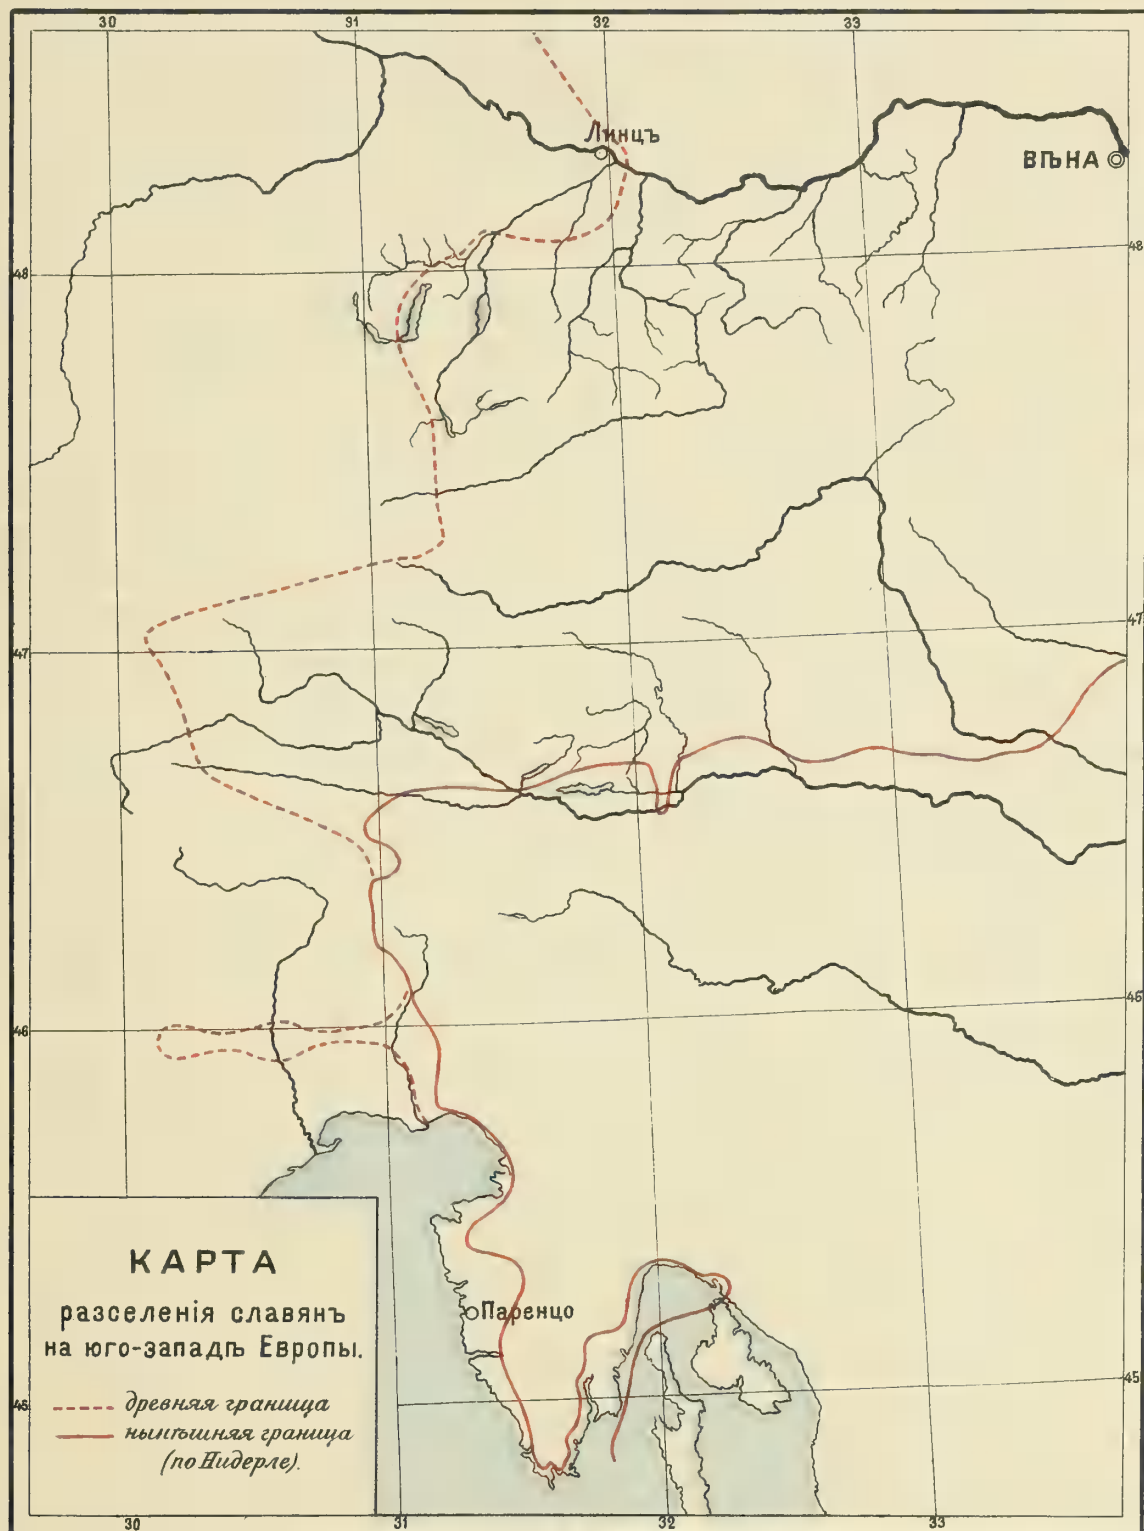 30 31 32 33
Линцъ
ВѢНА
48 48
47 47
46 46
КАРТА
разселенія славянъ
на юго-западѣ Европы.
Паренцо
45 45
древняя граница
нынѣшняя граница
(по Нидерле).
30 31 32 33